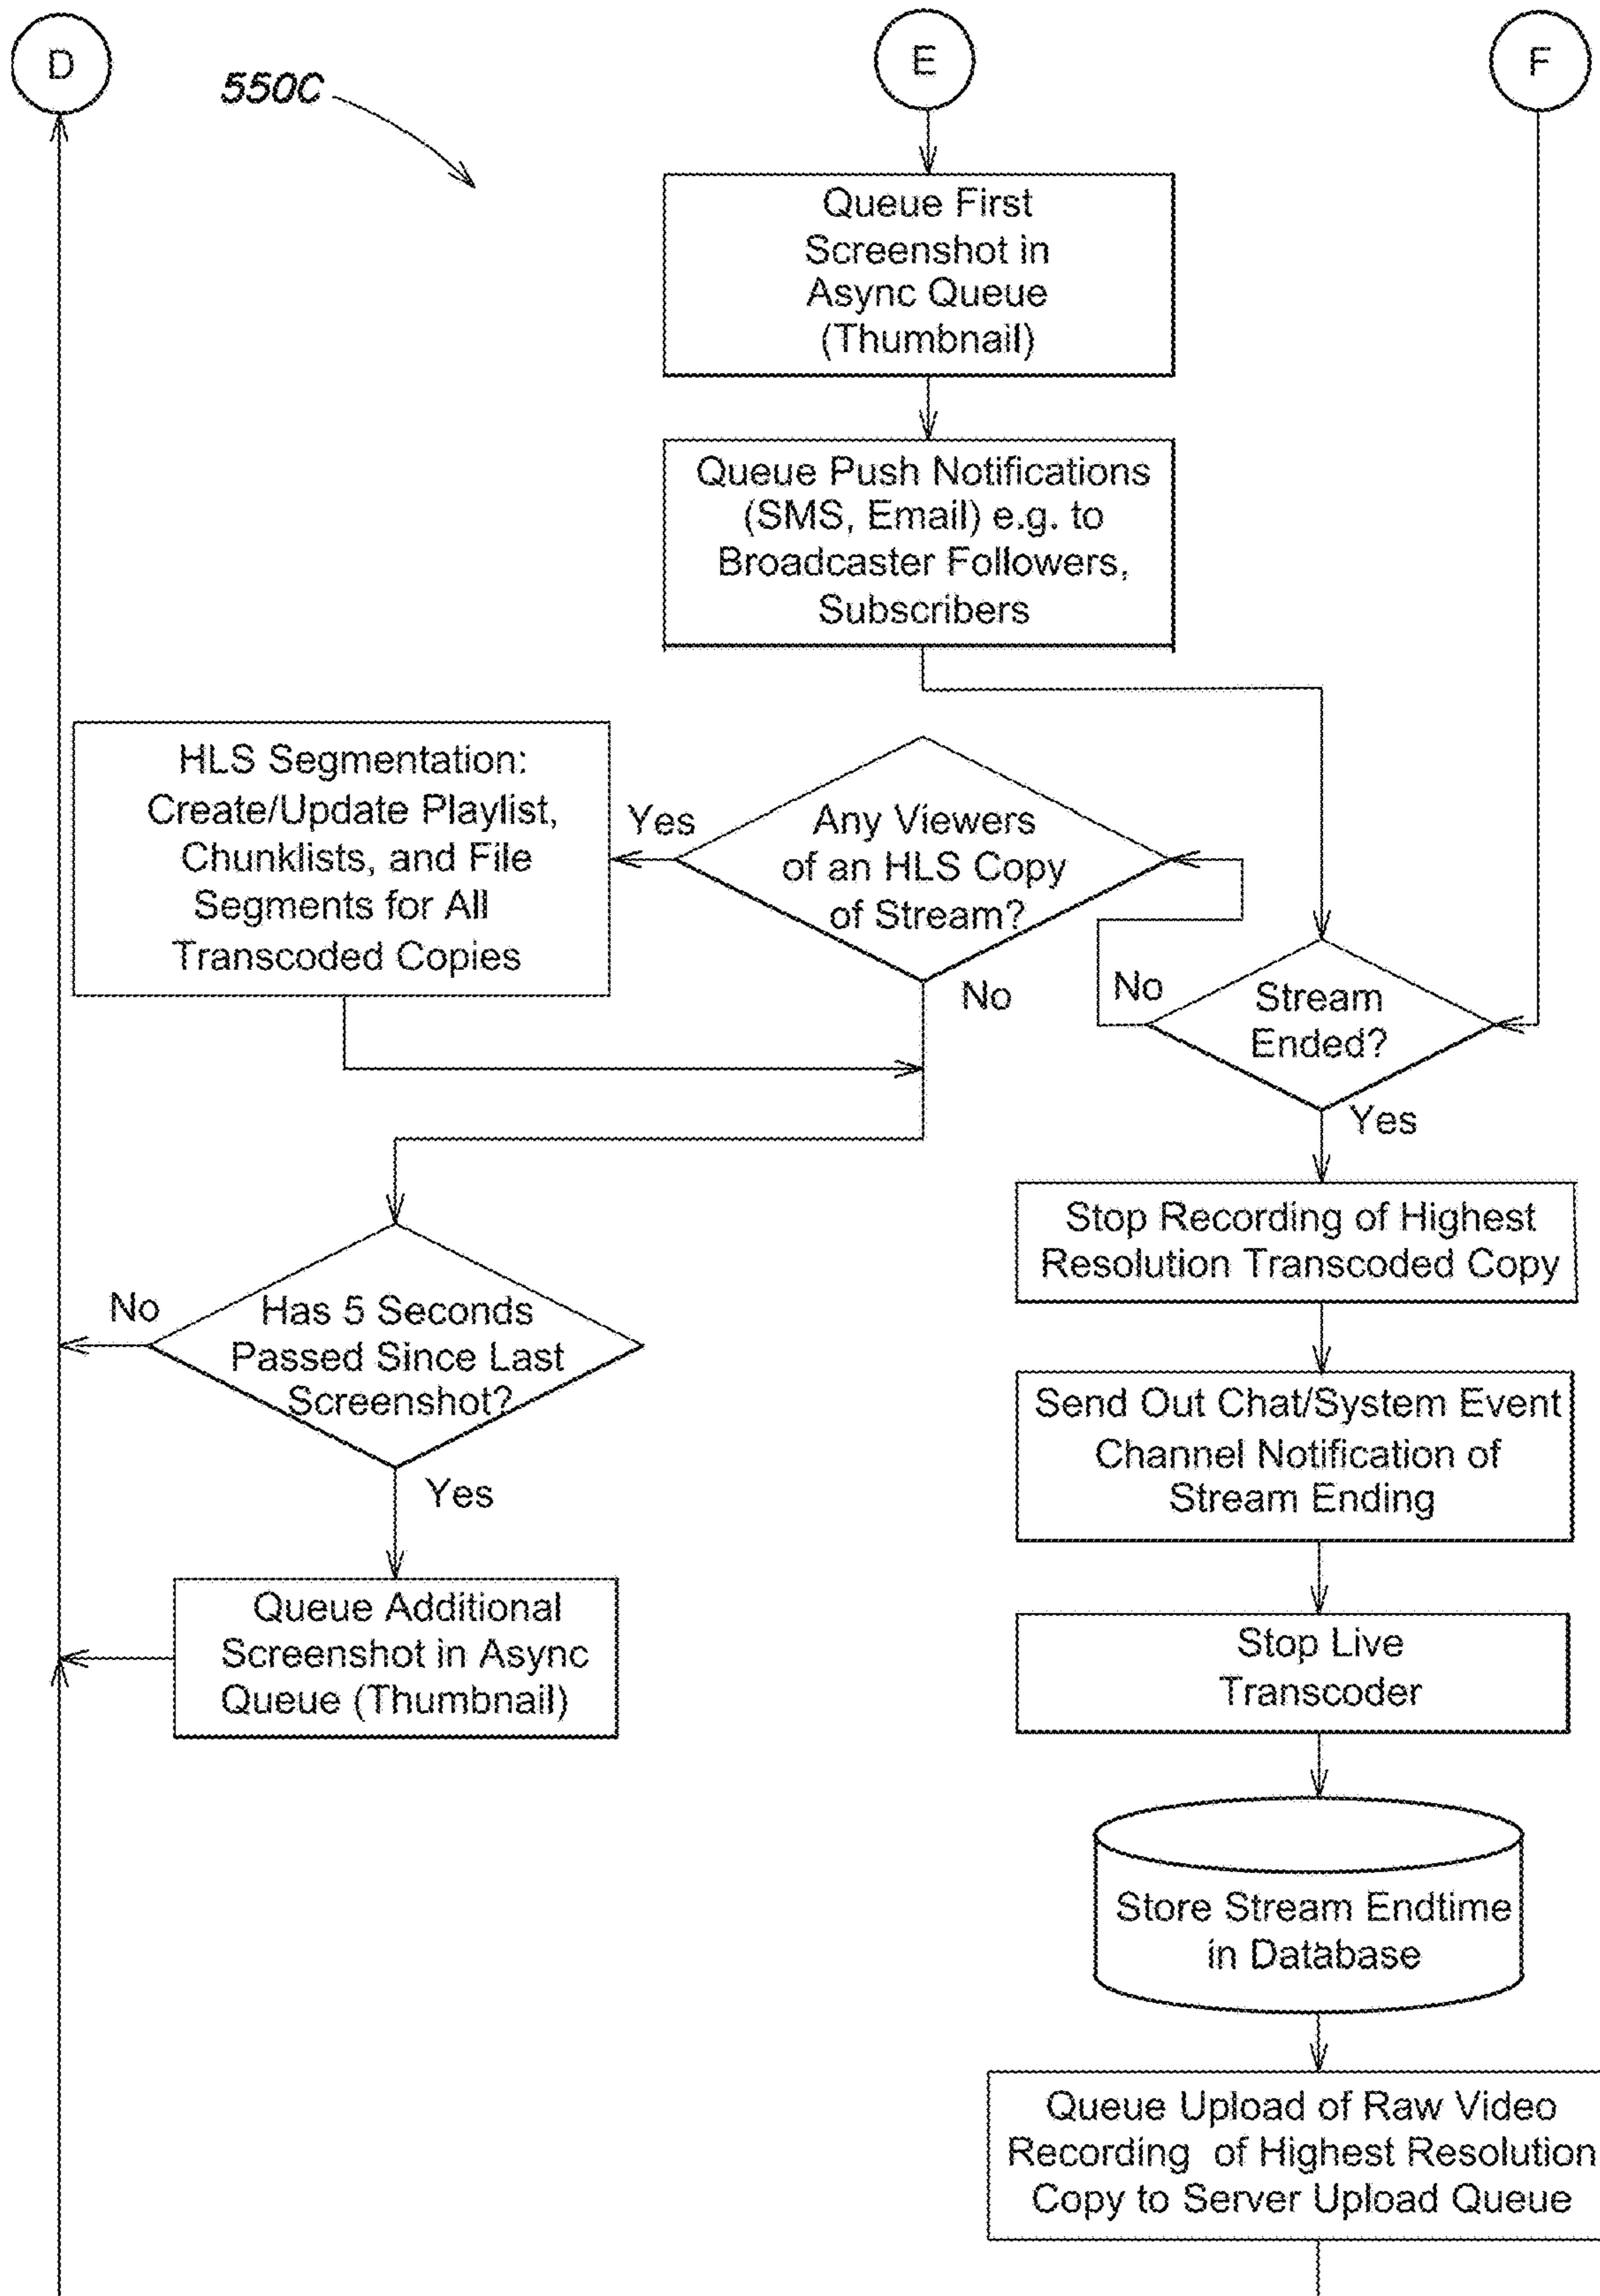 D
E
F
550C
Queue First
Screenshot in
Async Queue
(Thumbnail)
Queue Push Notifications
(SMS, Email) e.g. to
Broadcaster Followers,
Subscribers
HLS Segmentation:
Create/Update Playlist,
Chunklists, and File
Segments for All
Transcoded Copies
Yes
Any Viewers
of an HLS Copy
of Stream?
No
No
Stream
Ended?
Yes
No
Has 5 Seconds
Passed Since Last
Screenshot?
Yes
Queue Additional
Screenshot in Async
Queue (Thumbnail)
Stop Recording of Highest
Resolution Transcoded Copy
Send Out Chat/System Event
Channel Notification of
Stream Ending
Stop Live
Transcoder
Store Stream Endtime
in Database
Queue Upload of Raw Video
Recording of Highest Resolution
Copy to Server Upload Queue